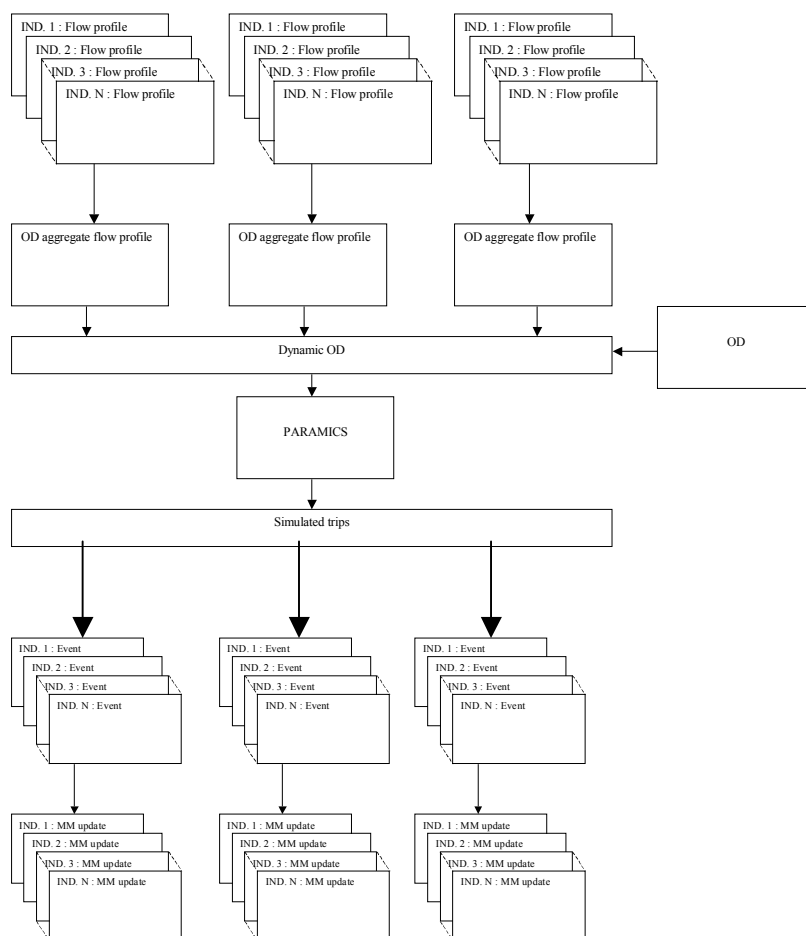 IND. 1 : Flow profile
IND. 2 : Flow profile
IND. 3 : Flow profile
IND. N : Flow profile
IND. 1 : Flow profile
IND. 2 : Flow profile
IND. 3 : Flow profile
IND. N : Flow profile
IND. 1 : Flow profile
IND. 2 : Flow profile
IND. 3 : Flow profile
IND. N : Flow profile
OD aggregate flow profile
OD aggregate flow profile
OD aggregate flow profile
Dynamic OD
OD
PARAMICS
Simulated trips
IND. 1 : Event
IND. 2 : Event
IND. 3 : Event
IND. N : Event
IND. 1 : Event
IND. 2 : Event
IND. 3 : Event
IND. N : Event
IND. 1 : Event
IND. 2 : Event
IND. 3 : Event
IND. N : Event
IND. 1 : MM update
IND. 2 : MM update
IND. 3 : MM update
IND. N : MM update
IND. 1 : MM update
IND. 2 : MM update
IND. 3 : MM update
IND. N : MM update
IND. 1 : MM update
IND. 2 : MM update
IND. 3 : MM update
IND. N : MM update